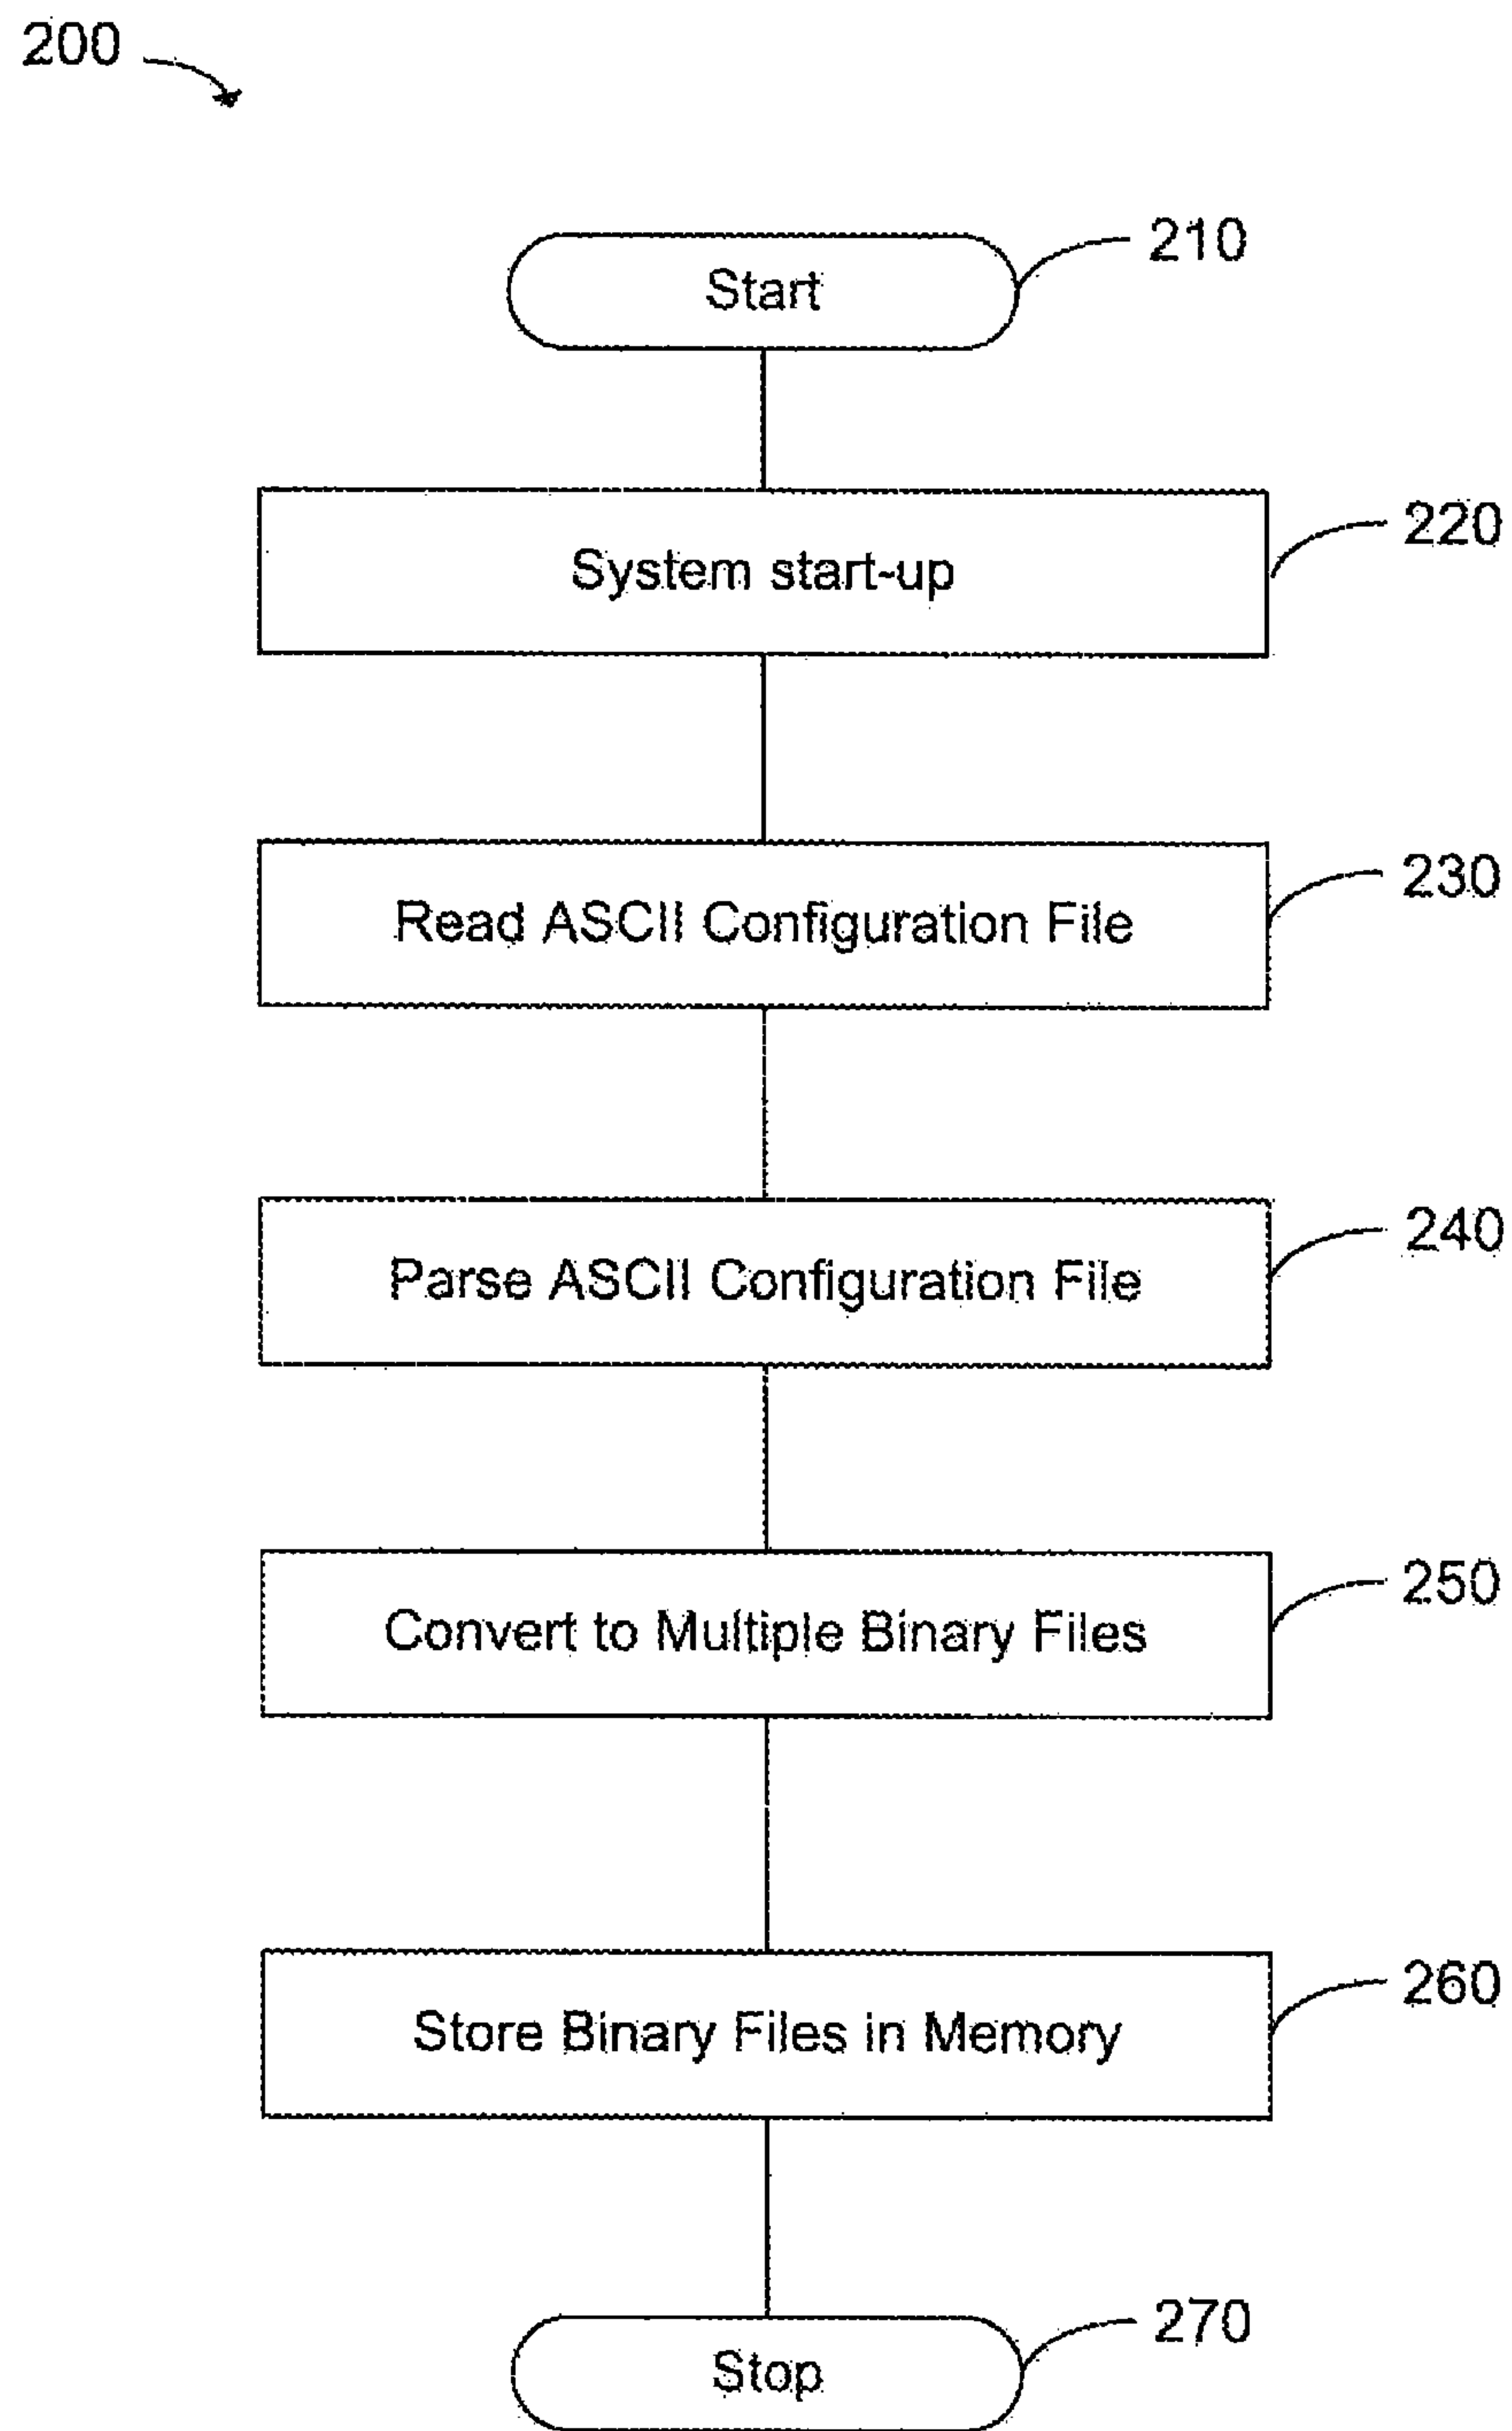 200
Start
210
System start-up
220
Read ASCII Configuration File
230
Parse ASCII Configuration File
240
Convert to Multiple Binary Files
250
Store Binary Files in Memory
260
Stop
270